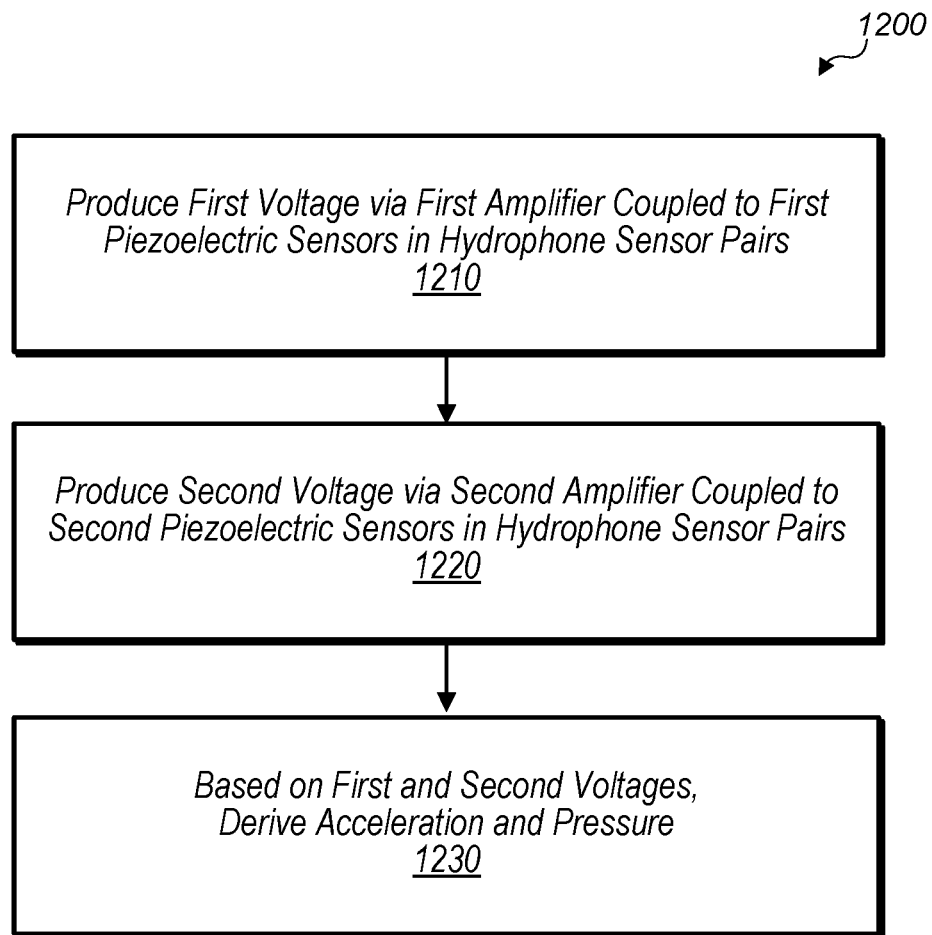 1200
Produce First Voltage via First Amplifier Coupled to First
Piezoelectric Sensors in Hydrophone Sensor Pairs
1210
Produce Second Voltage via Second Amplifier Coupled to
Second Piezoelectric Sensors in Hydrophone Sensor Pairs
1220
Based on First and Second Voltages,
Derive Acceleration and Pressure
1230